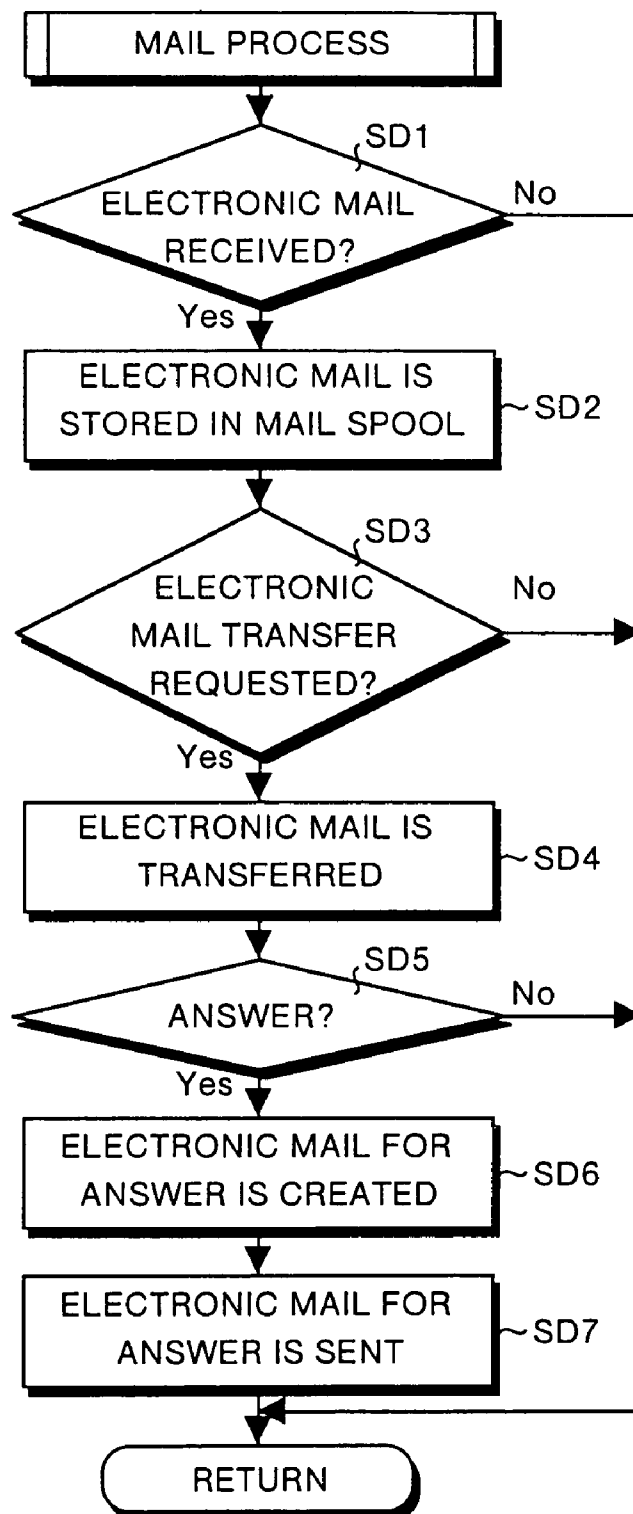 MAIL PROCESS
SD1
ELECTRONIC MAIL
RECEIVED?
No
Yes
ELECTRONIC MAIL IS
STORED IN MAIL SPOOL
SD2
SD3
ELECTRONIC
MAIL TRANSFER
REQUESTED?
No
Yes
ELECTRONIC MAIL IS
TRANSFERRED
SD4
SD5
ANSWER?
No
Yes
ELECTRONIC MAIL FOR
ANSWER IS CREATED
SD6
ELECTRONIC MAIL FOR
ANSWER IS SENT
SD7
RETURN